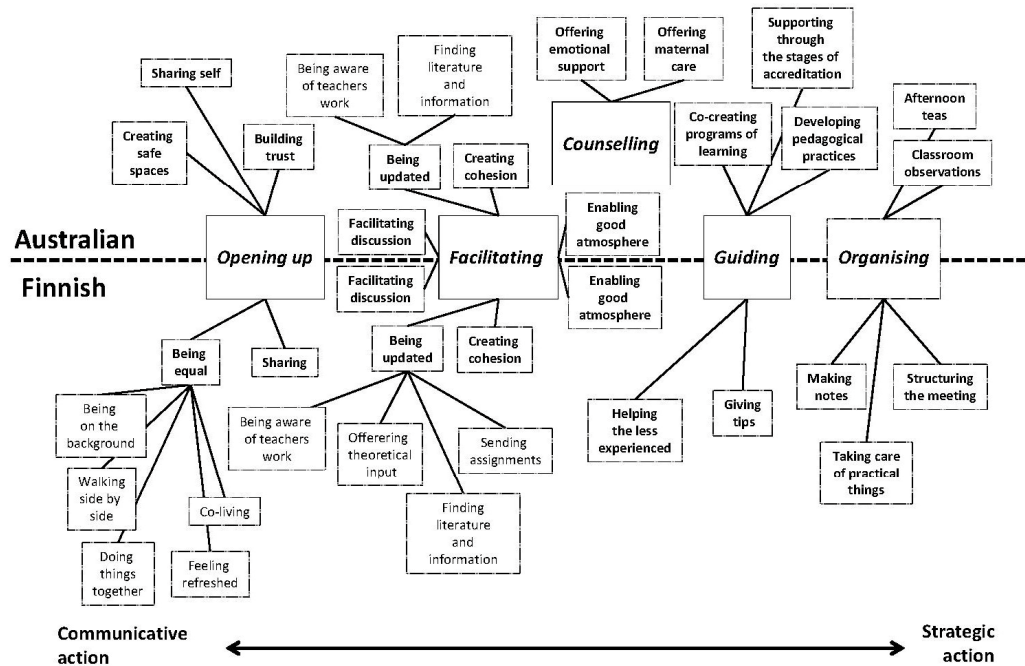 Sharing self
Creating
safe
spaces
Building
trust
Being aware
of teachers
work
Finding
literature
and
information
Being
updated
Creating
cohesion
Offering
emotional
support
Offering
maternal
care
Counselling
Supporting
through
the stages of
accreditation
Co-creating
programs of
learning
Developing
pedagogical
practices
Afternoon
teas
Classroom
observations
Australian
Finnish
Opening up
Facilitating
discussion
Facilitating
discussion
Facilitating
Enabling
good
atmosphere
Enabling
good
atmosphere
Guiding
Organising
Being
equal
Sharing
Being
updated
Creating
cohesion
Being
on the
background
Walking
side by
side
Doing
things
together
Co-living
Feeling
refreshed
Being aware
of teachers
work
Offerering
theoretical
input
Sending
assignments
Finding
literature
and
information
Helping
the less
experienced
Giving
tips
Making
notes
Structuring
the meeting
Taking care
of practical
things
Communicative
action
Strategic
action